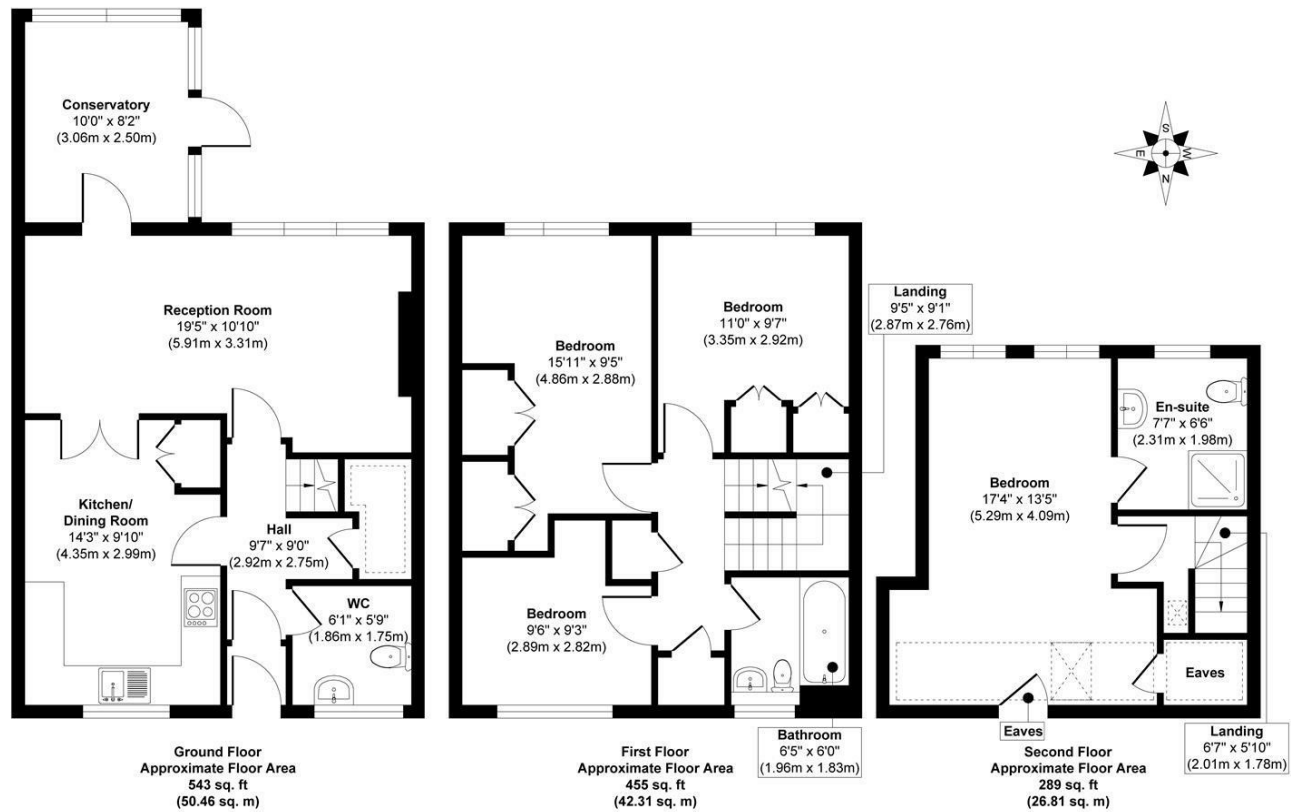 Conservatory
10'0" x 8'2"
(3.06m x 2.50m)
Reception Room
19'5" x 10'10"
(5.91m x 3.31m)
Kitchen/
Dining Room
14'3" x 9'10"
(4.35m x 2.99m)
Hall
9'7" x 9'0"
(2.92m x 2.75m)
WC
6'1" x 5'9"
(1.86m x 1.75m)
Ground Floor
Approximate Floor Area
543 sq. ft
(50.46 sq. m)
Bedroom
15'11" x 9'5"
(4.86m x 2.88m)
Bedroom
11'0" x 9'7"
(3.35m x 2.92m)
Landing
9'5" x 9'1"
(2.87m x 2.76m)
Bedroom
9'6" x 9'3"
(2.89m x 2.82m)
Bathroom
6'5" x 6'0"
(1.96m x 1.83m)
First Floor
Approximate Floor Area
455 sq. ft
(42.31 sq. m)
S
E
W
N
En-suite
7'7" x 6'6"
(2.31m x 1.98m)
Bedroom
17'4" x 13'5"
(5.29m x 4.09m)
Eaves
Eaves
Landing
6'7" x 5'10"
(2.01m x 1.78m)
Second Floor
Approximate Floor Area
289 sq. ft
(26.81 sq. m)